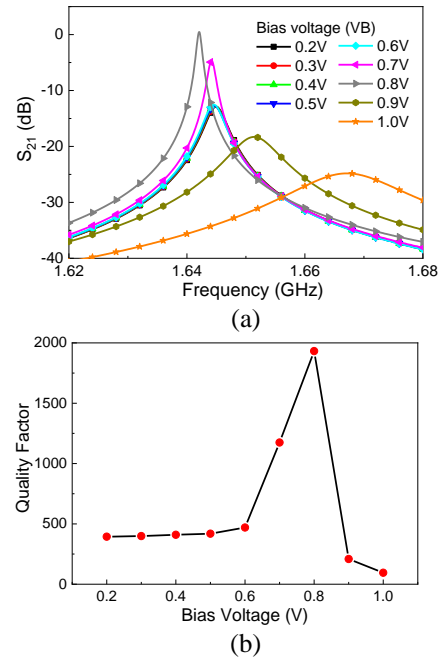 (a)
S21 (dB)
0
-10
-20
-30
-40
Bias voltage (VB)
0.2V 0.6V
0.3V 0.7V
0.4V 0.8V
0.5V 0.9V
1.0V
1.62 1.64 1.66 1.68
Frequency (GHz)
(a)
Quality Factor
2000
1500
1000
500
0
0.2 0.4 0.6 0.8 1.0
Bias Voltage (V)
(b)